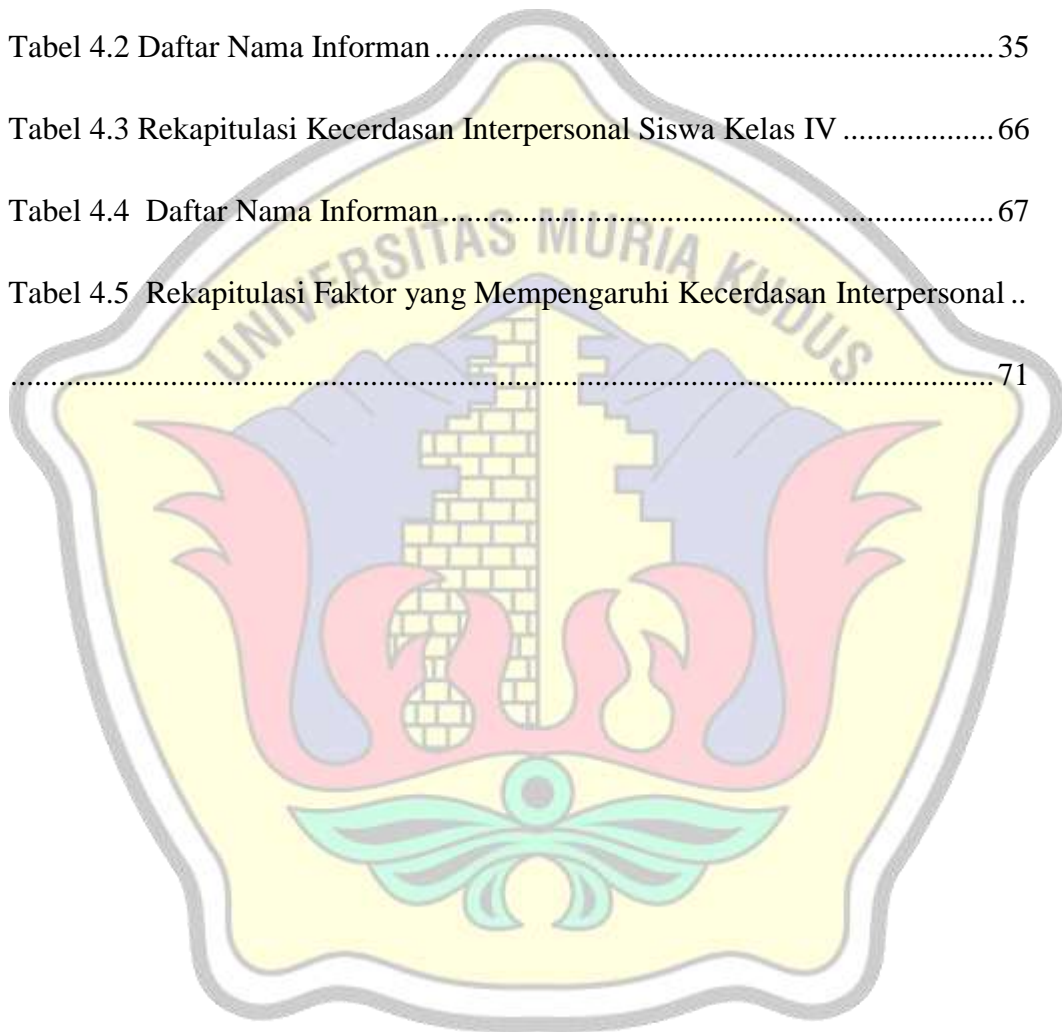 Tabel 4.2 Daftar Nama Informan.................................................................... 35
Tabel 4.3 Rekapitulasi Kecerdasan Interpersonal Siswa Kelas IV .................. 66
Tabel 4.4  Daftar Nama Informan................................................................... 67
UNIVERSITAS MURIA KUDUS
Tabel 4.5  Rekapitulasi Faktor yang Mempengaruhi Kecerdasan Interpersonal ..
........................................................................................................................ 71